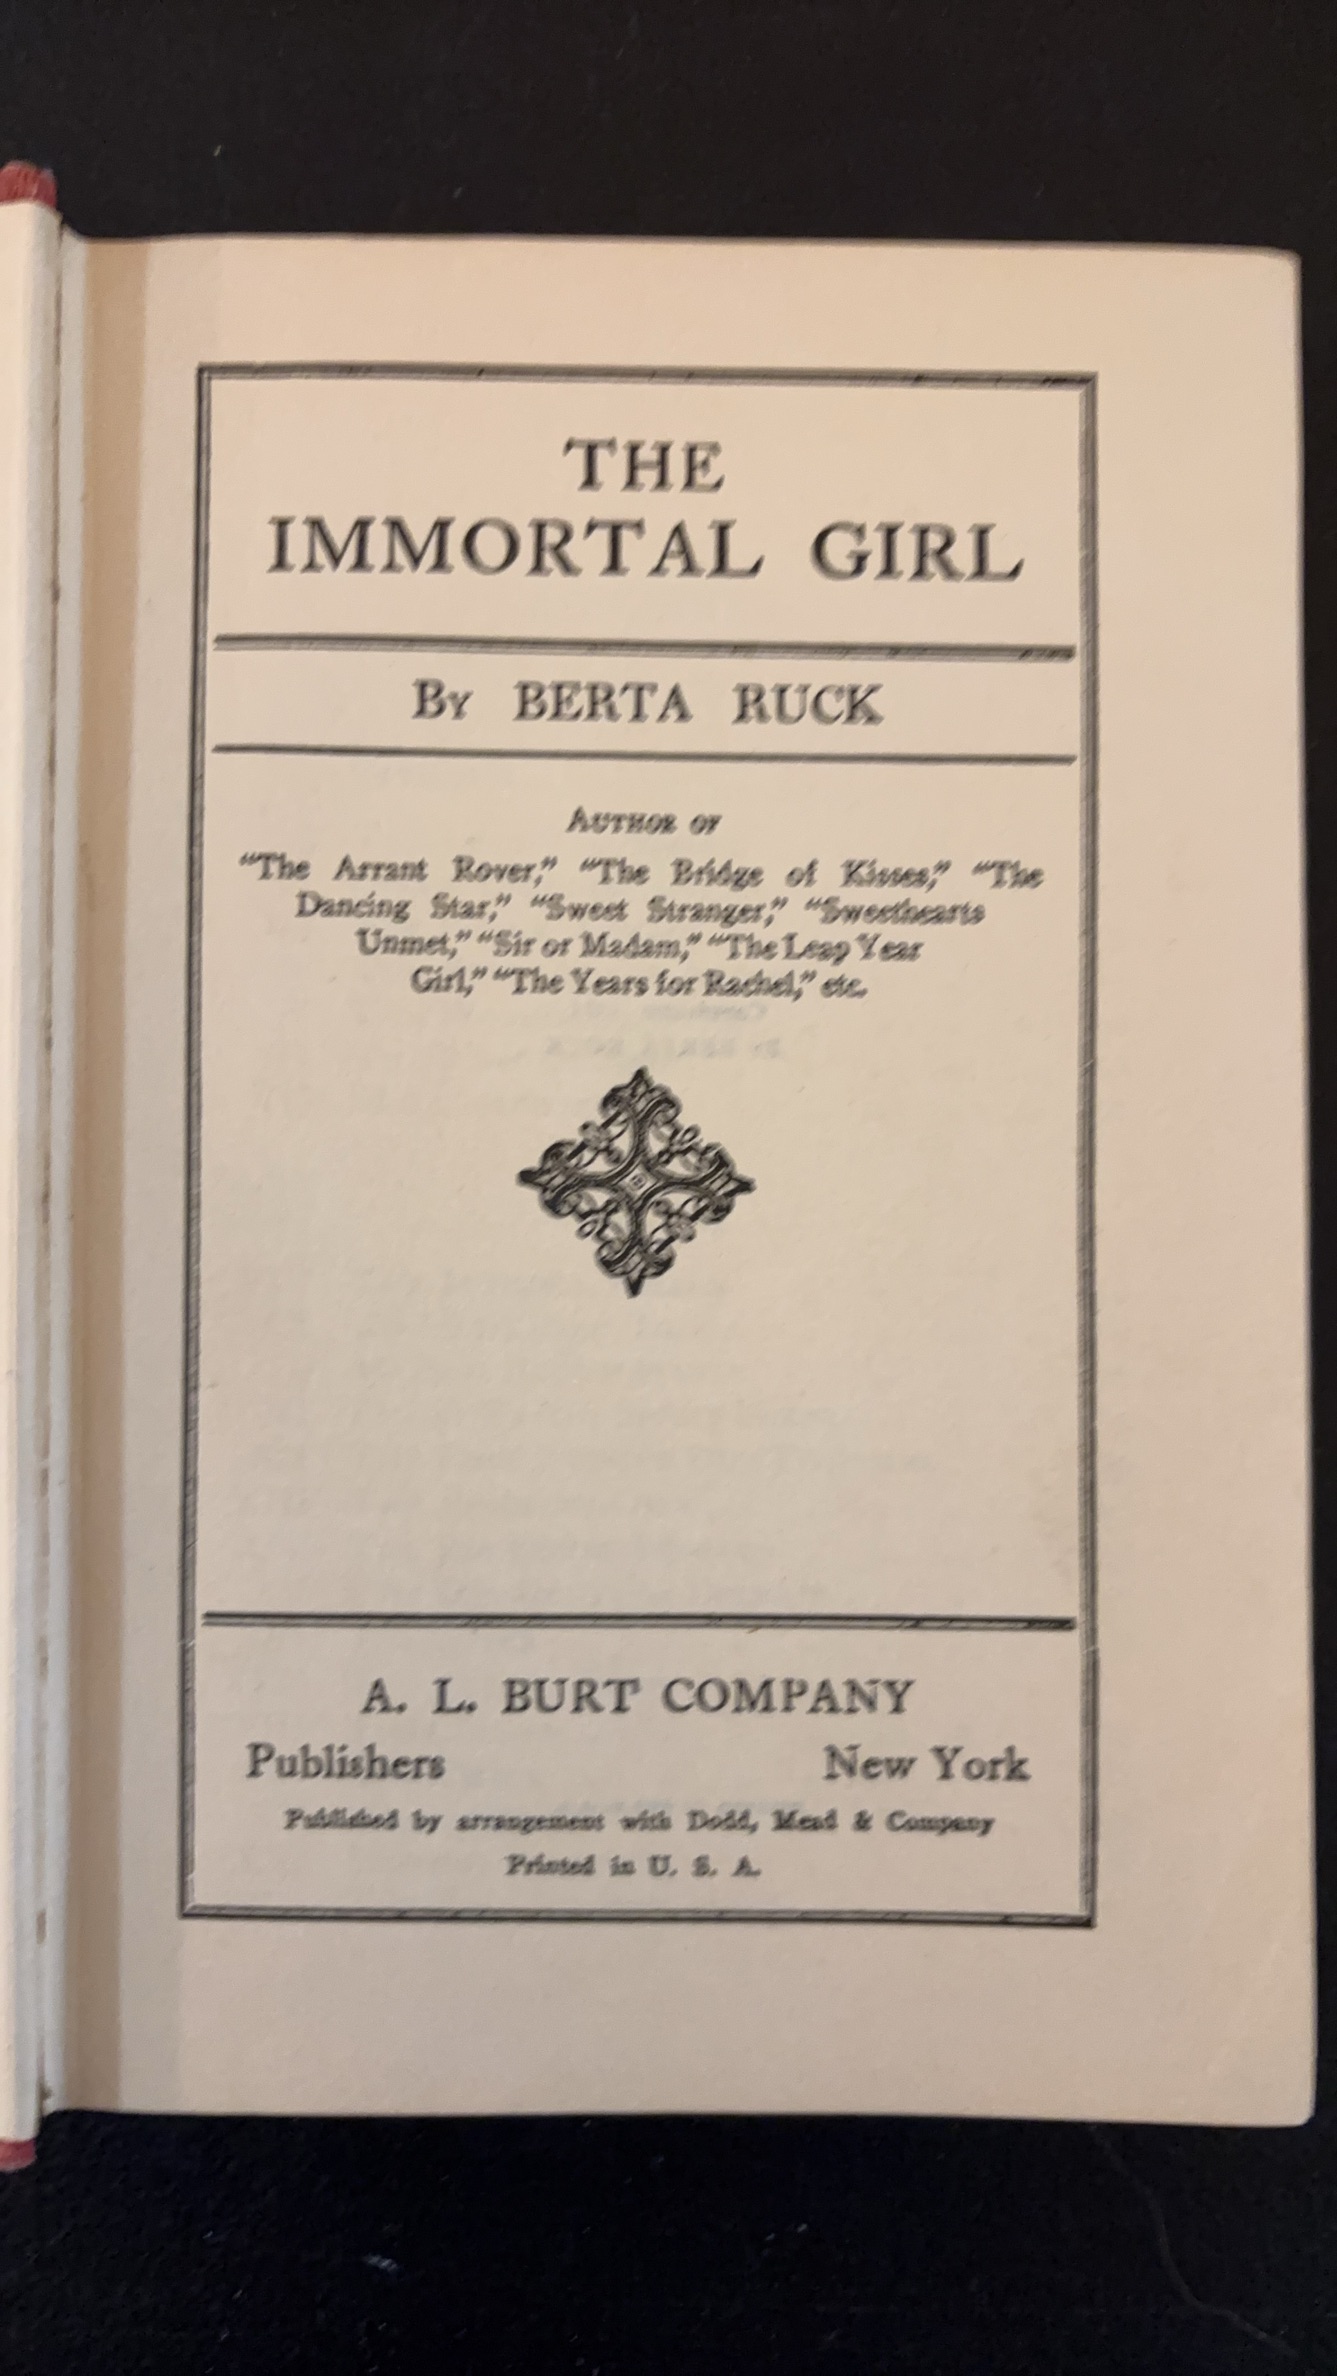 THE
IMMORTAL GIRL
By BERTA RUCK
AUTHOR OF
"The Arrant Rover," "The Bridge of Kisses," "The
Dancing Star," "Sweet Stranger," "Sweethearts
Unmet," "Sir or Madam," "The Leap Year
Girl," "The Years for Rachel," etc.
A. L. BURT COMPANY
Publishers New York
Published by arrangement with Dodd, Mead & Company
Printed in U. S. A.